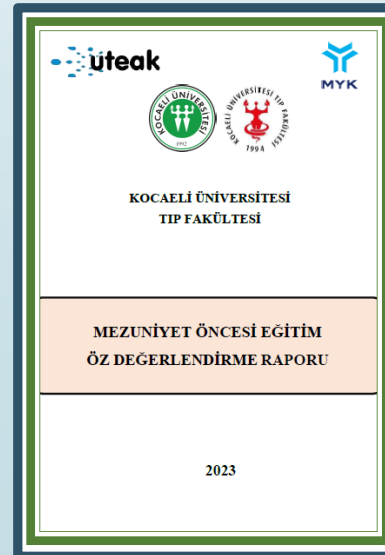 uteak
MYK
KOCAELİ ÜNİVERSİTESİ
1992
KOCAELİ ÜNİVERSİTESİ TIP FAKÜLTESİ
1994
KOCAELİ ÜNİVERSİTESİ
TIP FAKÜLTESİ
MEZUNİYET ÖNCESİ EĞİTİM
ÖZ DEĞERLENDİRME RAPORU
2023